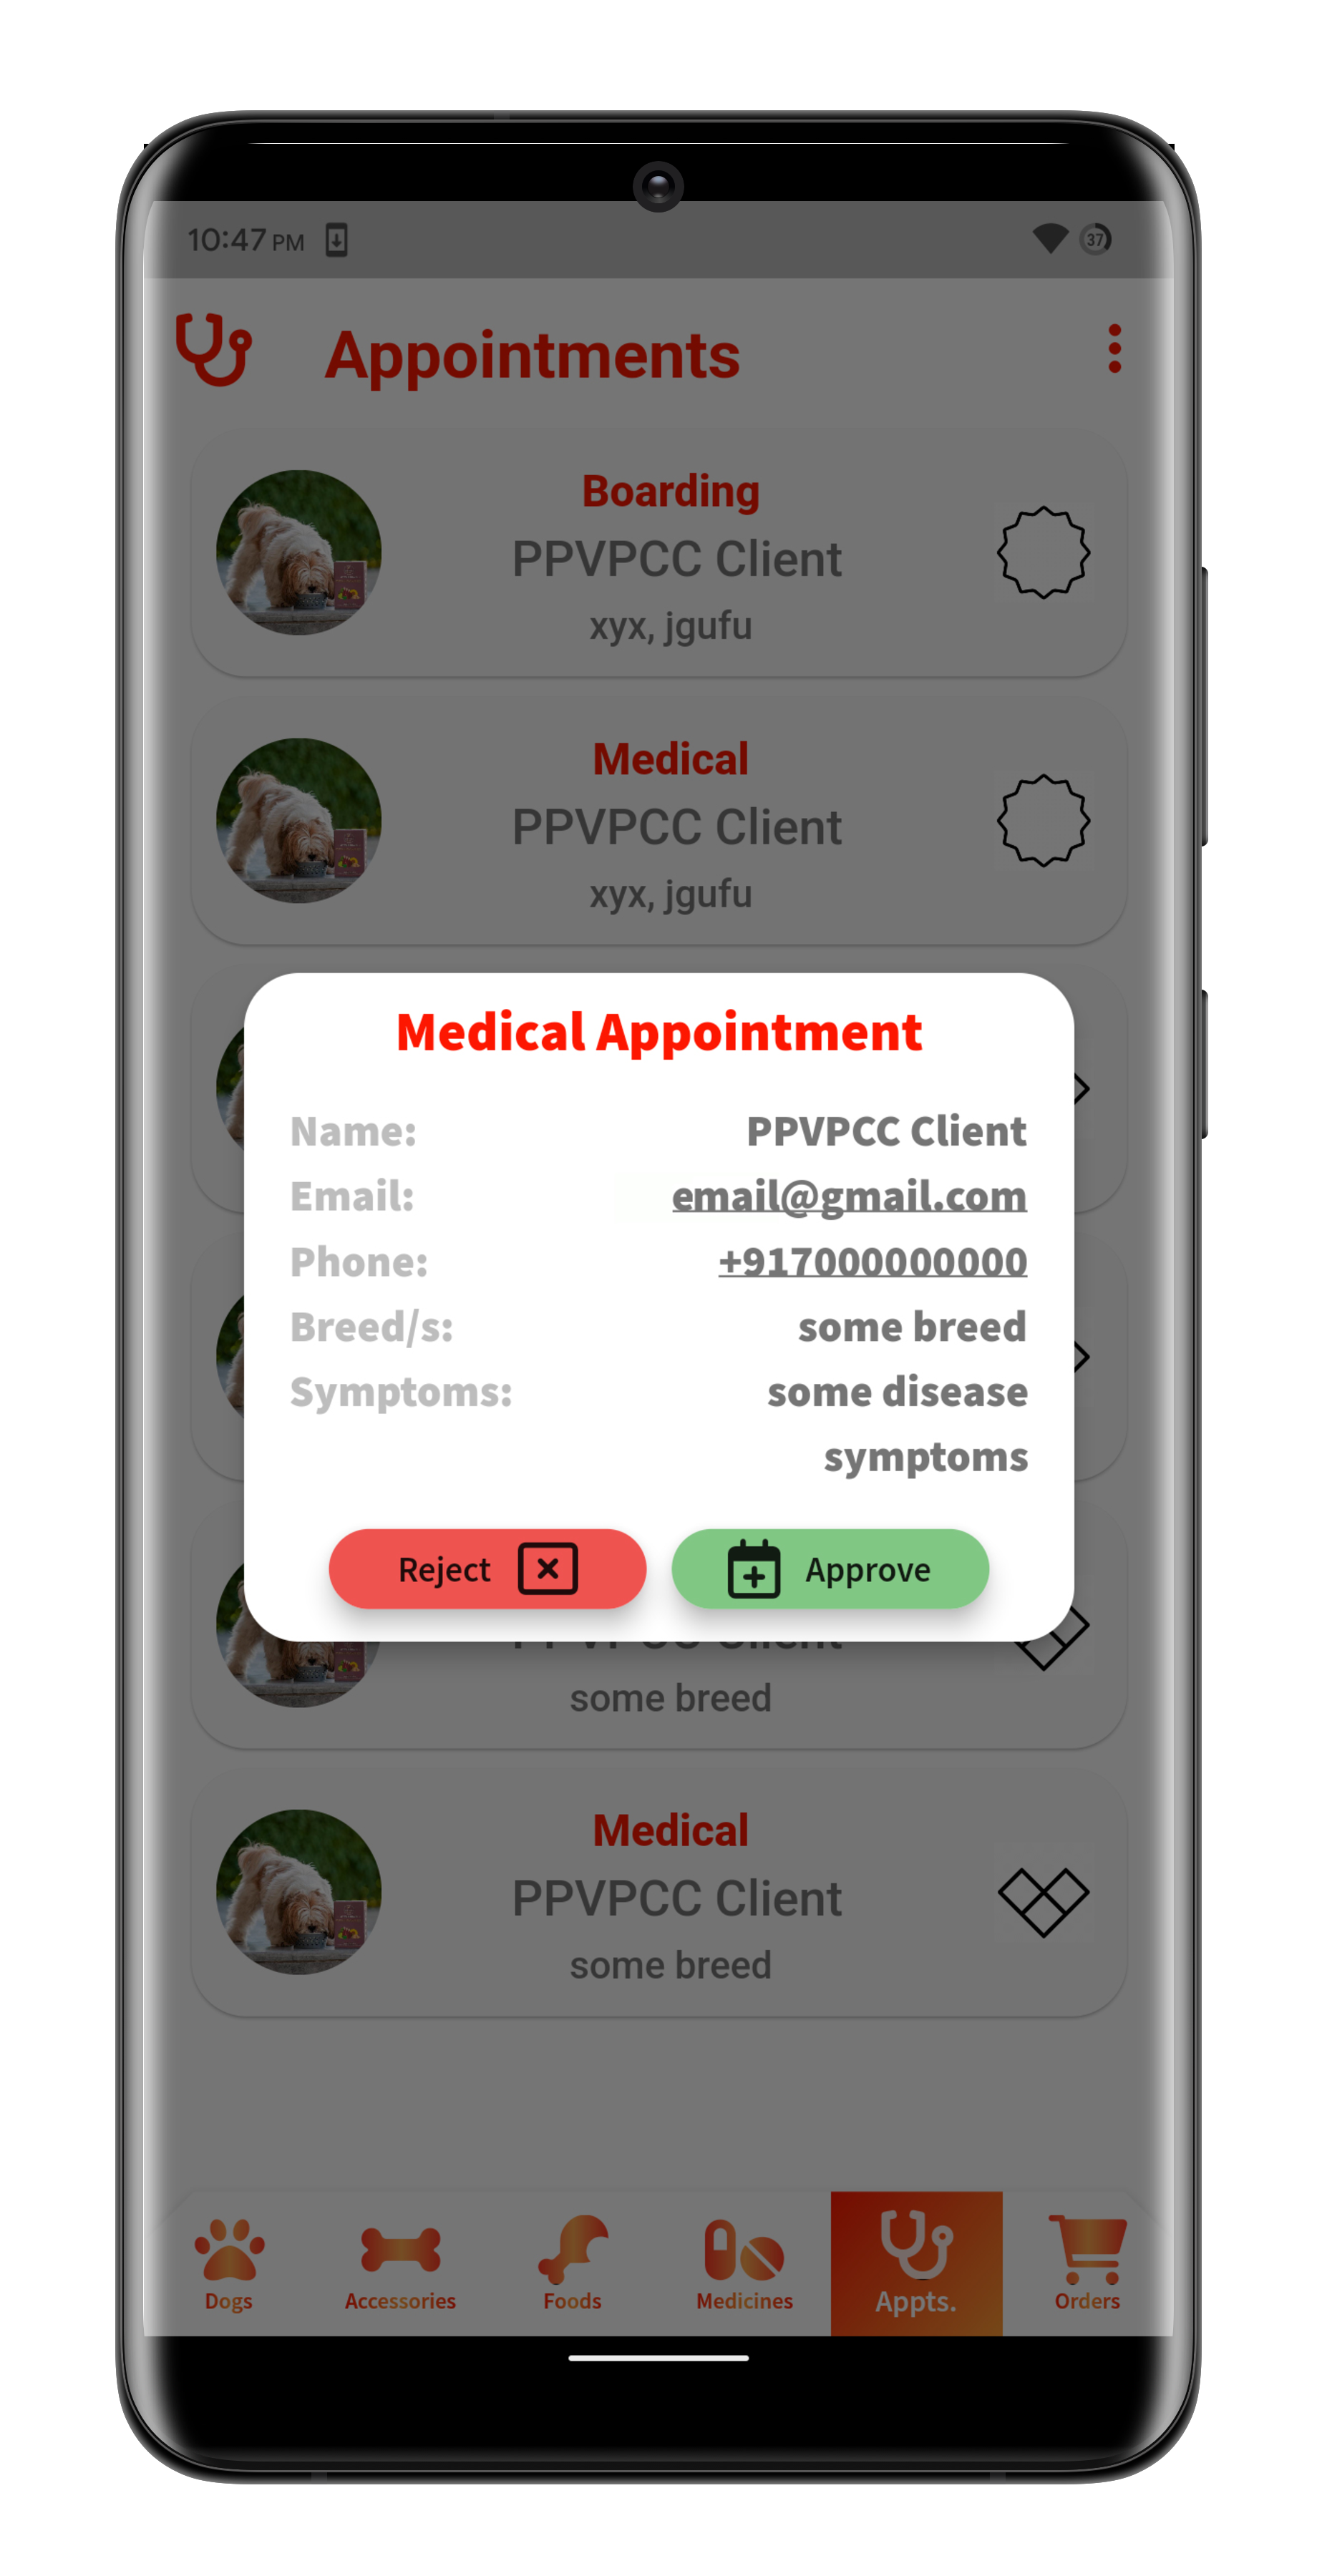 10:47 PM
37
Appointments
Boarding
PPVPCC Client
xyx, jgufu
Medical
PPVPCC Client
xyx, jgufu
Medical Appointment
Name: PPVPCC Client
Email: email@gmail.com
Phone: +917000000000
Breed/s: some breed
Symptoms: some disease
symptoms
Reject Approve
some breed
Medical
PPVPCC Client
some breed
Dogs Accessories Foods Medicines Appts. Orders